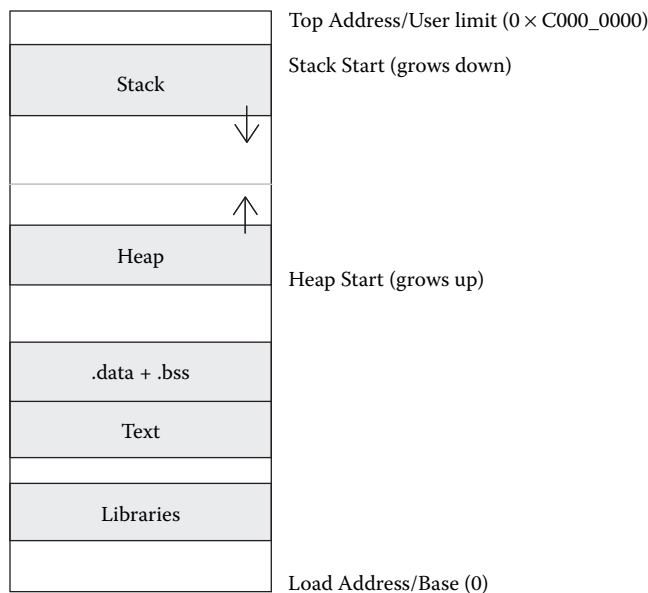 Top Address/User limit (0 × C000_0000)
Stack Start (grows down)
Stack
Heap
Heap Start (grows up)
.data + .bss
Text
Libraries
Load Address/Base (0)